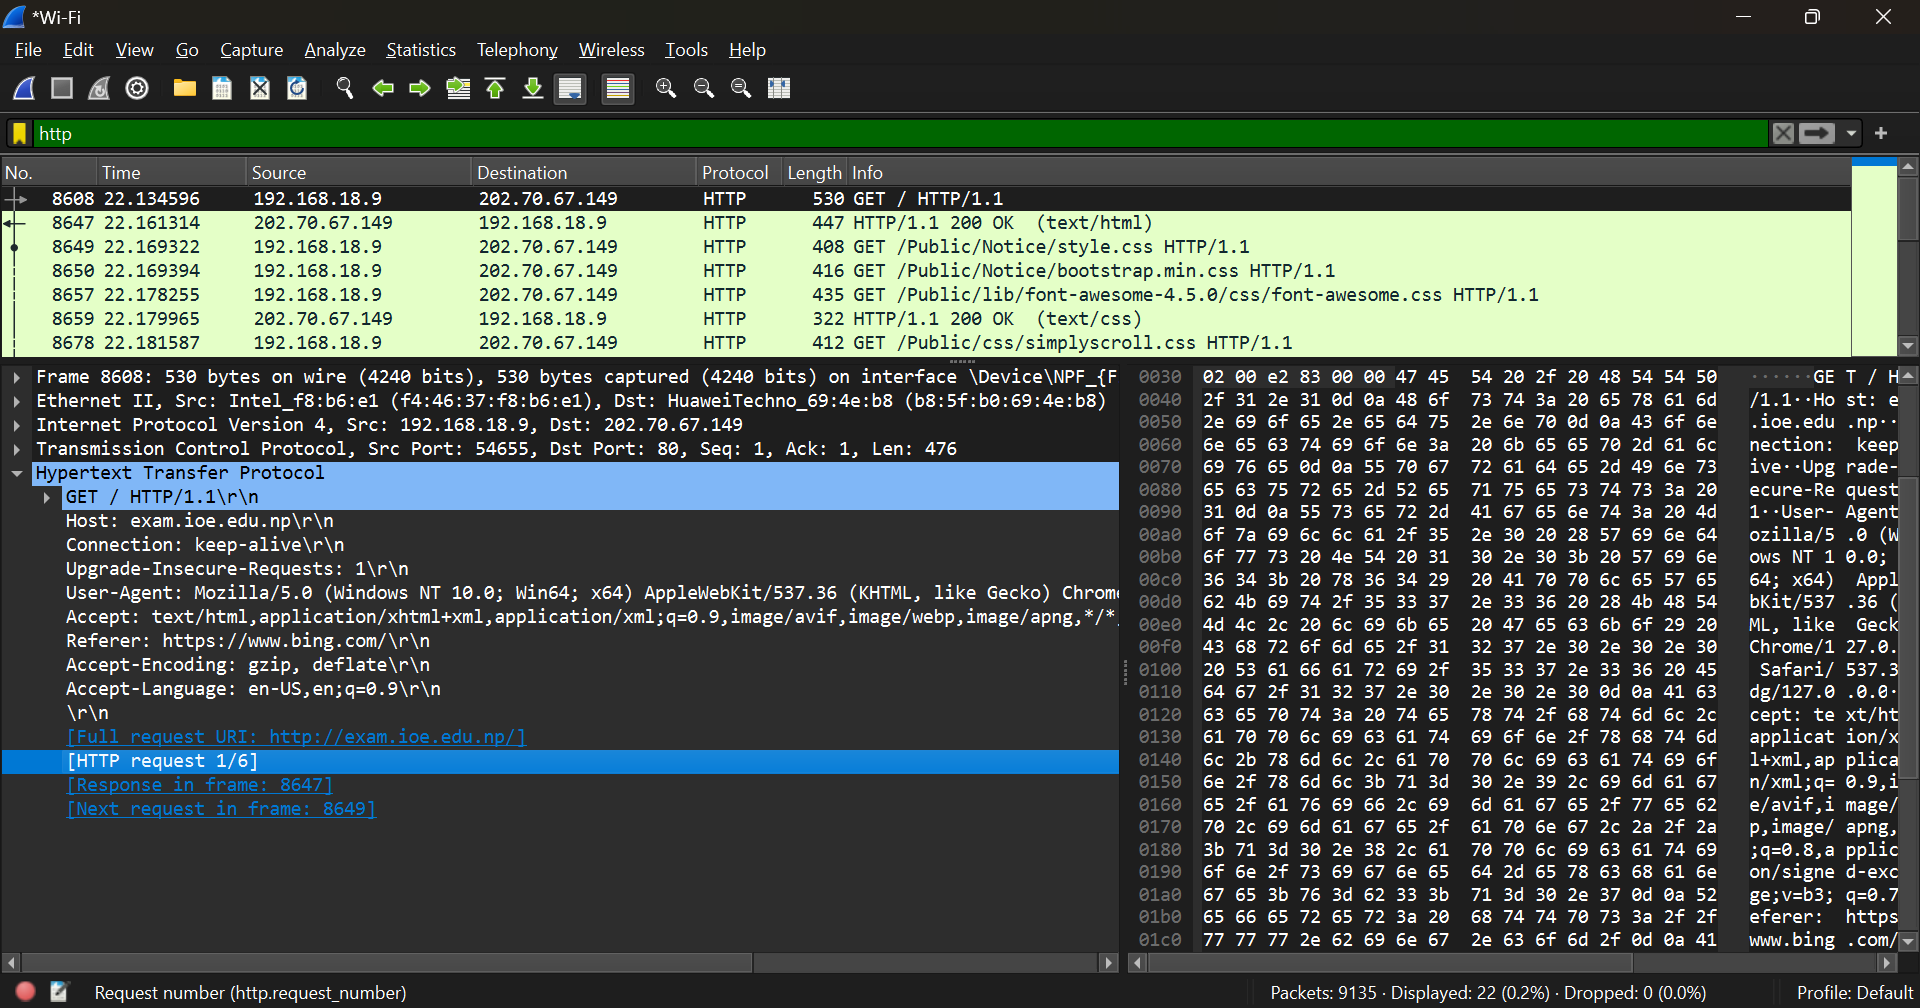 *Wi-Fi
File Edit View Go Capture Analyze Statistics Telephony Wireless Tools Help
http
No. Time Source Destination Protocol Length Info
8608 22.134596 192.168.18.9 202.70.67.149 HTTP 530 GET / HTTP/1.1
8647 22.161314 202.70.67.149 192.168.18.9 HTTP 447 HTTP/1.1 200 OK (text/html)
8649 22.169322 192.168.18.9 202.70.67.149 HTTP 408 GET /Public/Notice/style.css HTTP/1.1
8650 22.169394 192.168.18.9 202.70.67.149 HTTP 416 GET /Public/Notice/bootstrap.min.css HTTP/1.1
8657 22.178255 192.168.18.9 202.70.67.149 HTTP 435 GET /Public/lib/font-awesome-4.5.0/css/font-awesome.css HTTP/1.1
8659 22.179965 202.70.67.149 192.168.18.9 HTTP 322 HTTP/1.1 200 OK (text/css)
8678 22.181587 192.168.18.9 202.70.67.149 HTTP 412 GET /Public/css/simplyscroll.css HTTP/1.1
Frame 8608: 530 bytes on wire (4240 bits), 530 bytes captured (4240 bits) on interface \Device\NPF_{F
Ethernet II, Src: Intel_f8:b6:e1 (f4:46:37:f8:b6:e1), Dst: HuaweiTechno_69:4e:b8 (b8:5f:b0:69:4e:b8)
Internet Protocol Version 4, Src: 192.168.18.9, Dst: 202.70.67.149
Transmission Control Protocol, Src Port: 54655, Dst Port: 80, Seq: 1, Ack: 1, Len: 476
Hypertext Transfer Protocol
GET / HTTP/1.1\r\n
Host: exam.ioe.edu.np\r\n
Connection: keep-alive\r\n
Upgrade-Insecure-Requests: 1\r\n
User-Agent: Mozilla/5.0 (Windows NT 10.0; Win64; x64) AppleWebKit/537.36 (KHTML, like Gecko) Chrom
Accept: text/html,application/xhtml+xml,application/xml;q=0.9,image/avif,image/webp,image/apng,*/*
Referer: https://www.bing.com/\r\n
Accept-Encoding: gzip, deflate\r\n
Accept-Language: en-US,en;q=0.9\r\n
\r\n
[Full request URI: http://exam.ioe.edu.np/]
[HTTP request 1/6]
[Response in frame: 8647]
[Next request in frame: 8649]
0030 02 00 e2 83 00 00 47 45 54 20 2f 20 48 54 54 50 ······GE T / H
0040 2f 31 2e 31 0d 0a 48 6f 73 74 3a 20 65 78 61 6d /1.1··Ho st: e
0050 2e 69 6f 65 2e 65 64 75 2e 6e 70 0d 0a 43 6f 6e .ioe.edu .np··
0060 6e 65 63 74 69 6f 6e 3a 20 6b 65 65 70 2d 61 6c nection: keep
0070 69 76 65 0d 0a 55 70 67 72 61 64 65 2d 49 6e 73 ive··Upg rade-
0080 65 63 75 72 65 2d 52 65 71 75 65 73 74 73 3a 20 ecure-Re quest
0090 31 0d 0a 55 73 65 72 2d 41 67 65 6e 74 3a 20 4d 1··User- Agent
00a0 6f 7a 69 6c 6c 61 2f 35 2e 30 20 28 57 69 6e 64 ozilla/5 .0 (W
00b0 6f 77 73 20 4e 54 20 31 30 2e 30 3b 20 57 69 6e ows NT 1 0.0;
00c0 36 34 3b 20 78 36 34 29 20 41 70 70 6c 65 57 65 64; x64) Appl
00d0 62 4b 69 74 2f 35 33 37 2e 33 36 20 28 4b 48 54 bKit/537 .36 (
00e0 4d 4c 2c 20 6c 69 6b 65 20 47 65 63 6b 6f 29 20 ML, like Geck
00f0 43 68 72 6f 6d 65 2f 31 32 37 2e 30 2e 30 2e 30 Chrome/1 27.0.
0100 20 53 61 66 61 72 69 2f 35 33 37 2e 33 36 20 45 Safari/ 537.3
0110 64 67 2f 31 32 37 2e 30 2e 30 2e 30 0d 0a 41 63 dg/127.0 .0.0·
0120 63 65 70 74 3a 20 74 65 78 74 2f 68 74 6d 6c 2c cept: te xt/ht
0130 61 70 70 6c 69 63 61 74 69 6f 6e 2f 78 68 74 6d applicat ion/x
0140 6c 2b 78 6d 6c 2c 61 70 70 6c 69 63 61 74 69 6f l+xml,ap plica
0150 6e 2f 78 6d 6c 3b 71 3d 30 2e 39 2c 69 6d 61 67 n/xml;q= 0.9,i
0160 65 2f 61 76 69 66 2c 69 6d 61 67 65 2f 77 65 62 e/avif,i mage/
0170 70 2c 69 6d 61 67 65 2f 61 70 6e 67 2c 2a 2f 2a p,image/ apng,
0180 3b 71 3d 30 2e 38 2c 61 70 70 6c 69 63 61 74 69 ;q=0.8,a pplic
0190 6f 6e 2f 73 69 67 6e 65 64 2d 65 78 63 68 61 6e on/signe d-exc
01a0 67 65 3b 76 3d 62 33 3b 71 3d 30 2e 37 0d 0a 52 ge;v=b3; q=0.7
01b0 65 66 65 72 65 72 3a 20 68 74 74 70 73 3a 2f 2f eferer: https
01c0 77 77 77 2e 62 69 6e 67 2e 63 6f 6d 2f 0d 0a 41 www.bing .com/
Request number (http.request_number) Packets: 9135 · Displayed: 22 (0.2%) · Dropped: 0 (0.0%) Profile: Default